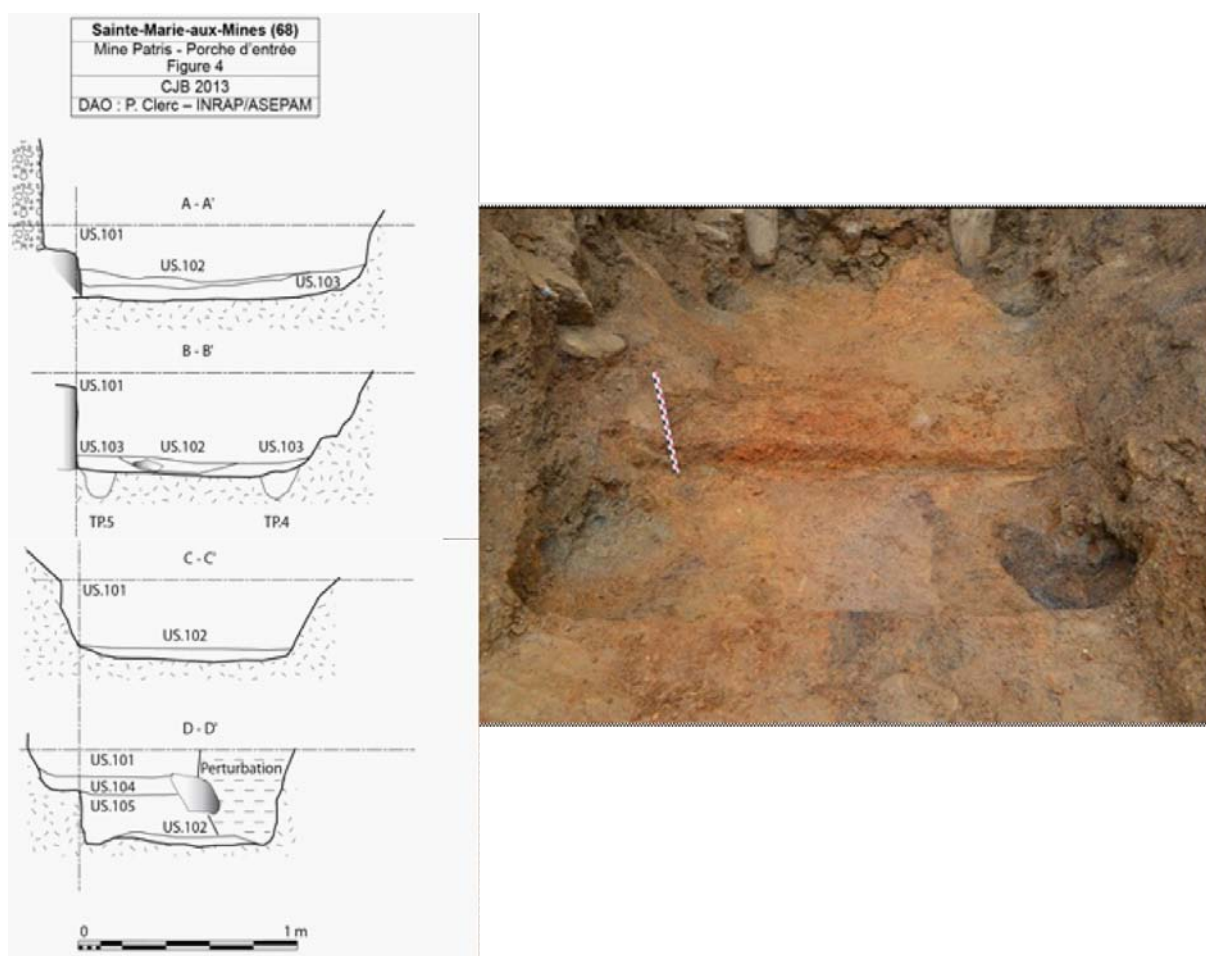 Sainte-Marie-aux-Mines (68)
Mine Patris - Porche d'entrée
Figure 4
CJB 2013
DAO : P. Clerc – INRAP/ASEPAM
A - A'
US.101
US.102
US.103
B - B'
US.101
US.103 US.102 US.103
TP.5 TP.4
C - C'
US.101
US.102
D - D'
US.101
Perturbation
US.104
US.105
US.102
0 1 m